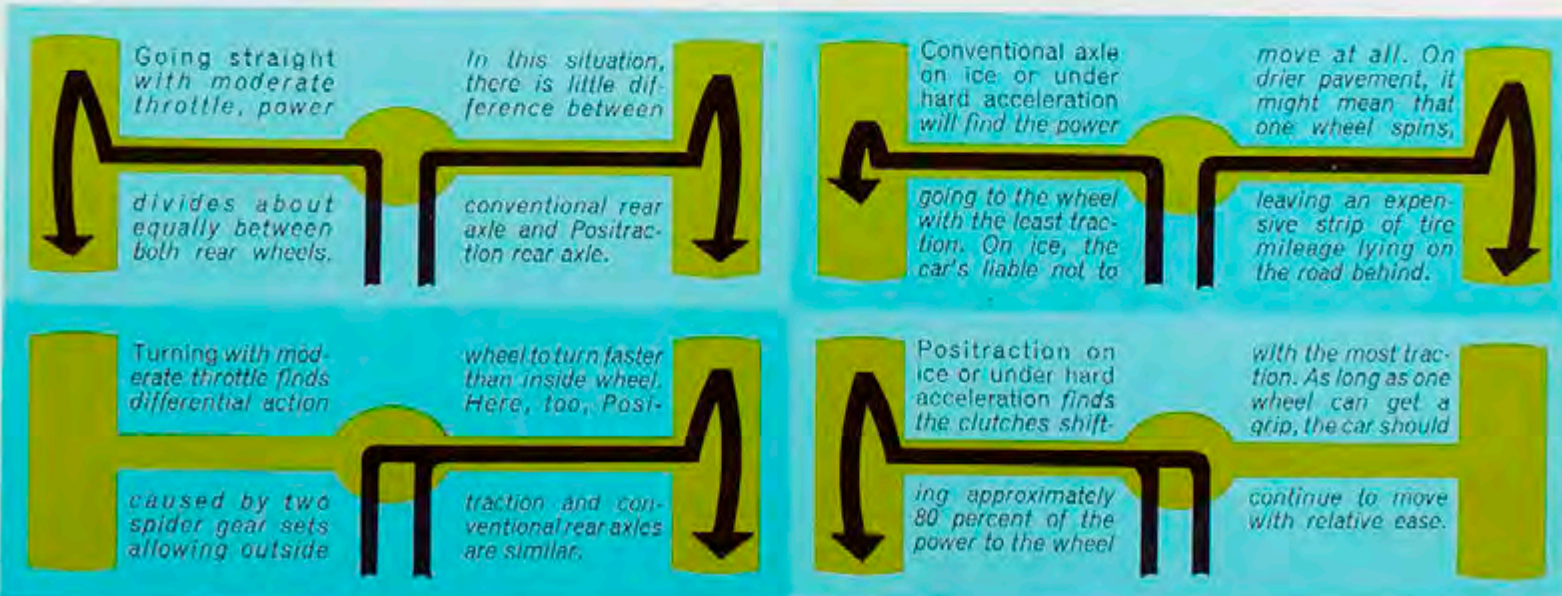 Going straight
with moderate
throttle, power
divides about
equally between
both rear wheels.
In this situation,
there is little dif-
ference between
conventional rear
axle and Positrac-
tion rear axle.
Turning with mod-
erate throttle finds
differential action
caused by two
spider gear sets
allowing outside
wheel to turn faster
than inside wheel.
Here, too, Posi-
traction and con-
ventional rear axles
are similar.
Conventional axle
on ice or under
hard acceleration
will find the power
going to the wheel
with the least trac-
tion. On ice, the
car's liable not to
move at all. On
drier pavement, it
might mean that
one wheel spins,
leaving an expen-
sive strip of tire
mileage lying on
the road behind.
Positraction on
ice or under hard
acceleration finds
the clutches shift-
ing approximately
80 percent of the
power to the wheel
with the most trac-
tion. As long as one
wheel can get a
grip, the car should
continue to move
with relative ease.